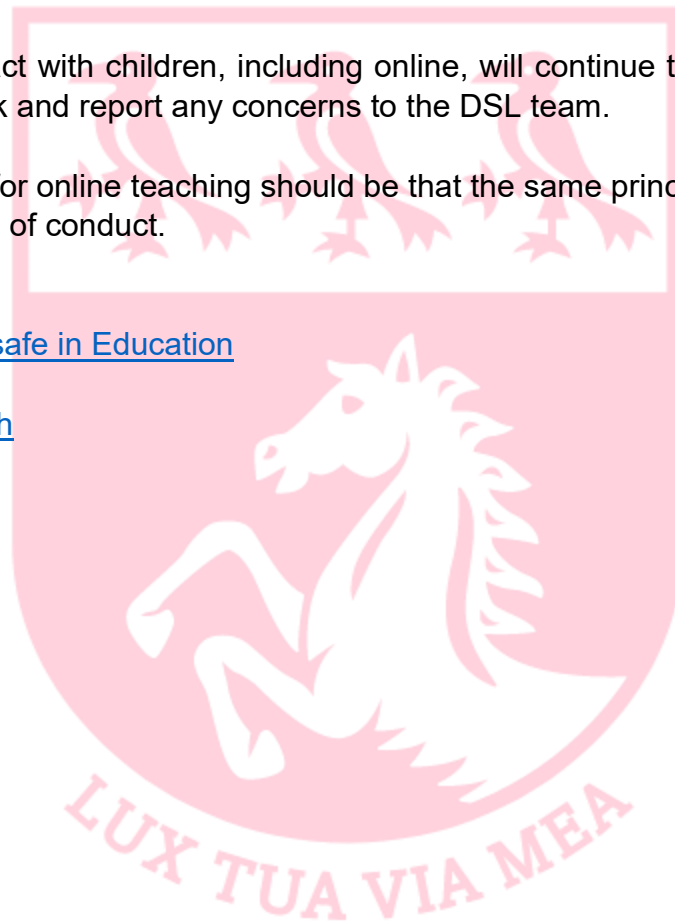 ct with children, including online, will continue t
k and report any concerns to the DSL team.
for online teaching should be that the same princ
of conduct.
safe in Education
h
LUX TUA VIA MEA